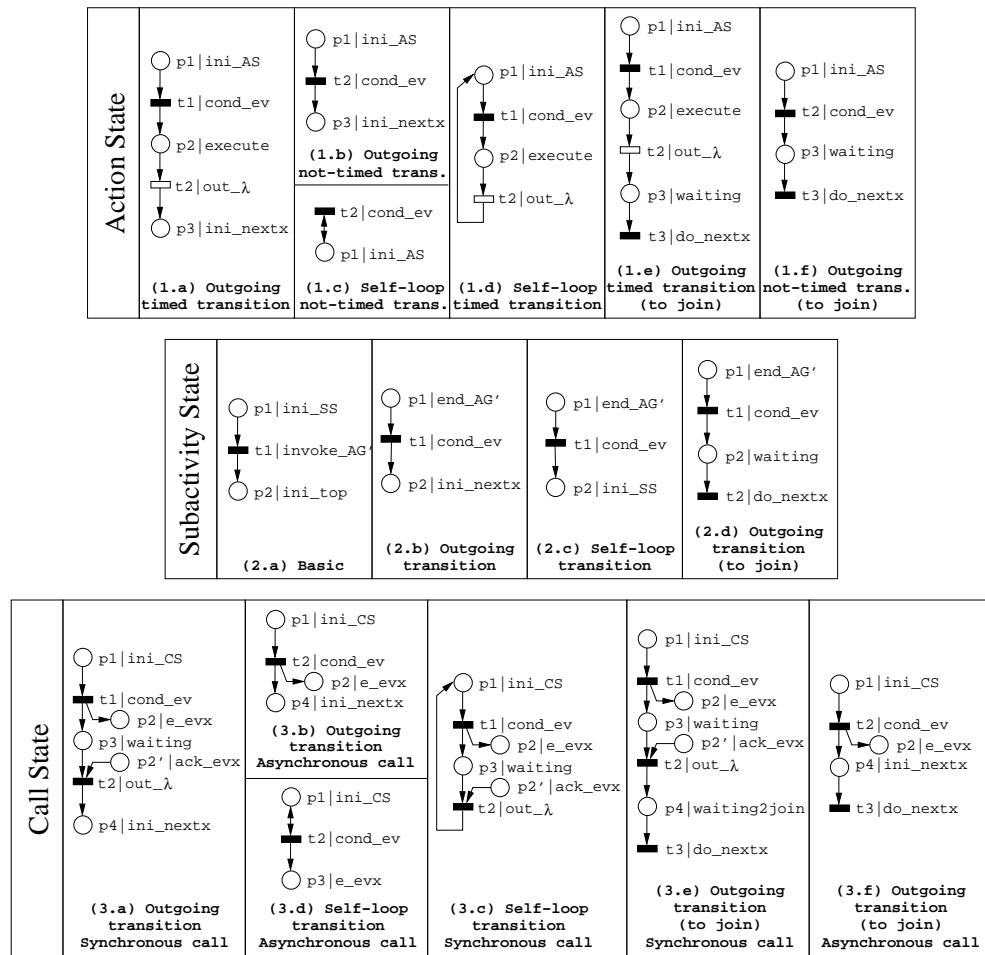 Action State
p1|ini_AS
t1|cond_ev
p2|execute
t2|out_λ
p3|ini_nextx
(1.a) Outgoing
timed transition
p1|ini_AS
t2|cond_ev
p3|ini_nextx
(1.b) Outgoing
not-timed trans.
t2|cond_ev
p1|ini_AS
(1.c) Self-loop
not-timed trans.
p1|ini_AS
t1|cond_ev
p2|execute
t2|out_λ
(1.d) Self-loop
timed transition
p1|ini_AS
t1|cond_ev
p2|execute
t2|out_λ
p3|waiting
t3|do_nextx
(1.e) Outgoing
timed transition
(to join)
p1|ini_AS
t2|cond_ev
p3|waiting
t3|do_nextx
(1.f) Outgoing
not-timed trans.
(to join)
Subactivity State
p1|ini_SS
t1|invoke_AG'
p2|ini_top
(2.a) Basic
p1|end_AG'
t1|cond_ev
p2|ini_nextx
(2.b) Outgoing
transition
p1|end_AG'
t1|cond_ev
p2|ini_SS
(2.c) Self-loop
transition
p1|end_AG'
t1|cond_ev
p2|waiting
t2|do_nextx
(2.d) Outgoing
transition
(to join)
Call State
p1|ini_CS
t1|cond_ev
p2|e_evx
p3|waiting
p2'|ack_evx
t2|out_λ
p4|ini_nextx
(3.a) Outgoing
transition
Synchronous call
p1|ini_CS
t2|cond_ev
p2|e_evx
p4|ini_nextx
(3.b) Outgoing
transition
Asynchronous call
p1|ini_CS
t2|cond_ev
p3|e_evx
(3.d) Self-loop
transition
Asynchronous call
p1|ini_CS
t1|cond_ev
p2|e_evx
p3|waiting
p2'|ack_evx
t2|out_λ
(3.c) Self-loop
transition
Synchronous call
p1|ini_CS
t1|cond_ev
p2|e_evx
p3|waiting
p2'|ack_evx
t2|out_λ
p4|waiting2join
t3|do_nextx
(3.e) Outgoing
transition
(to join)
Synchronous call
p1|ini_CS
t2|cond_ev
p2|e_evx
p4|ini_nextx
t3|do_nextx
(3.f) Outgoing
transition
(to join)
Asynchronous call